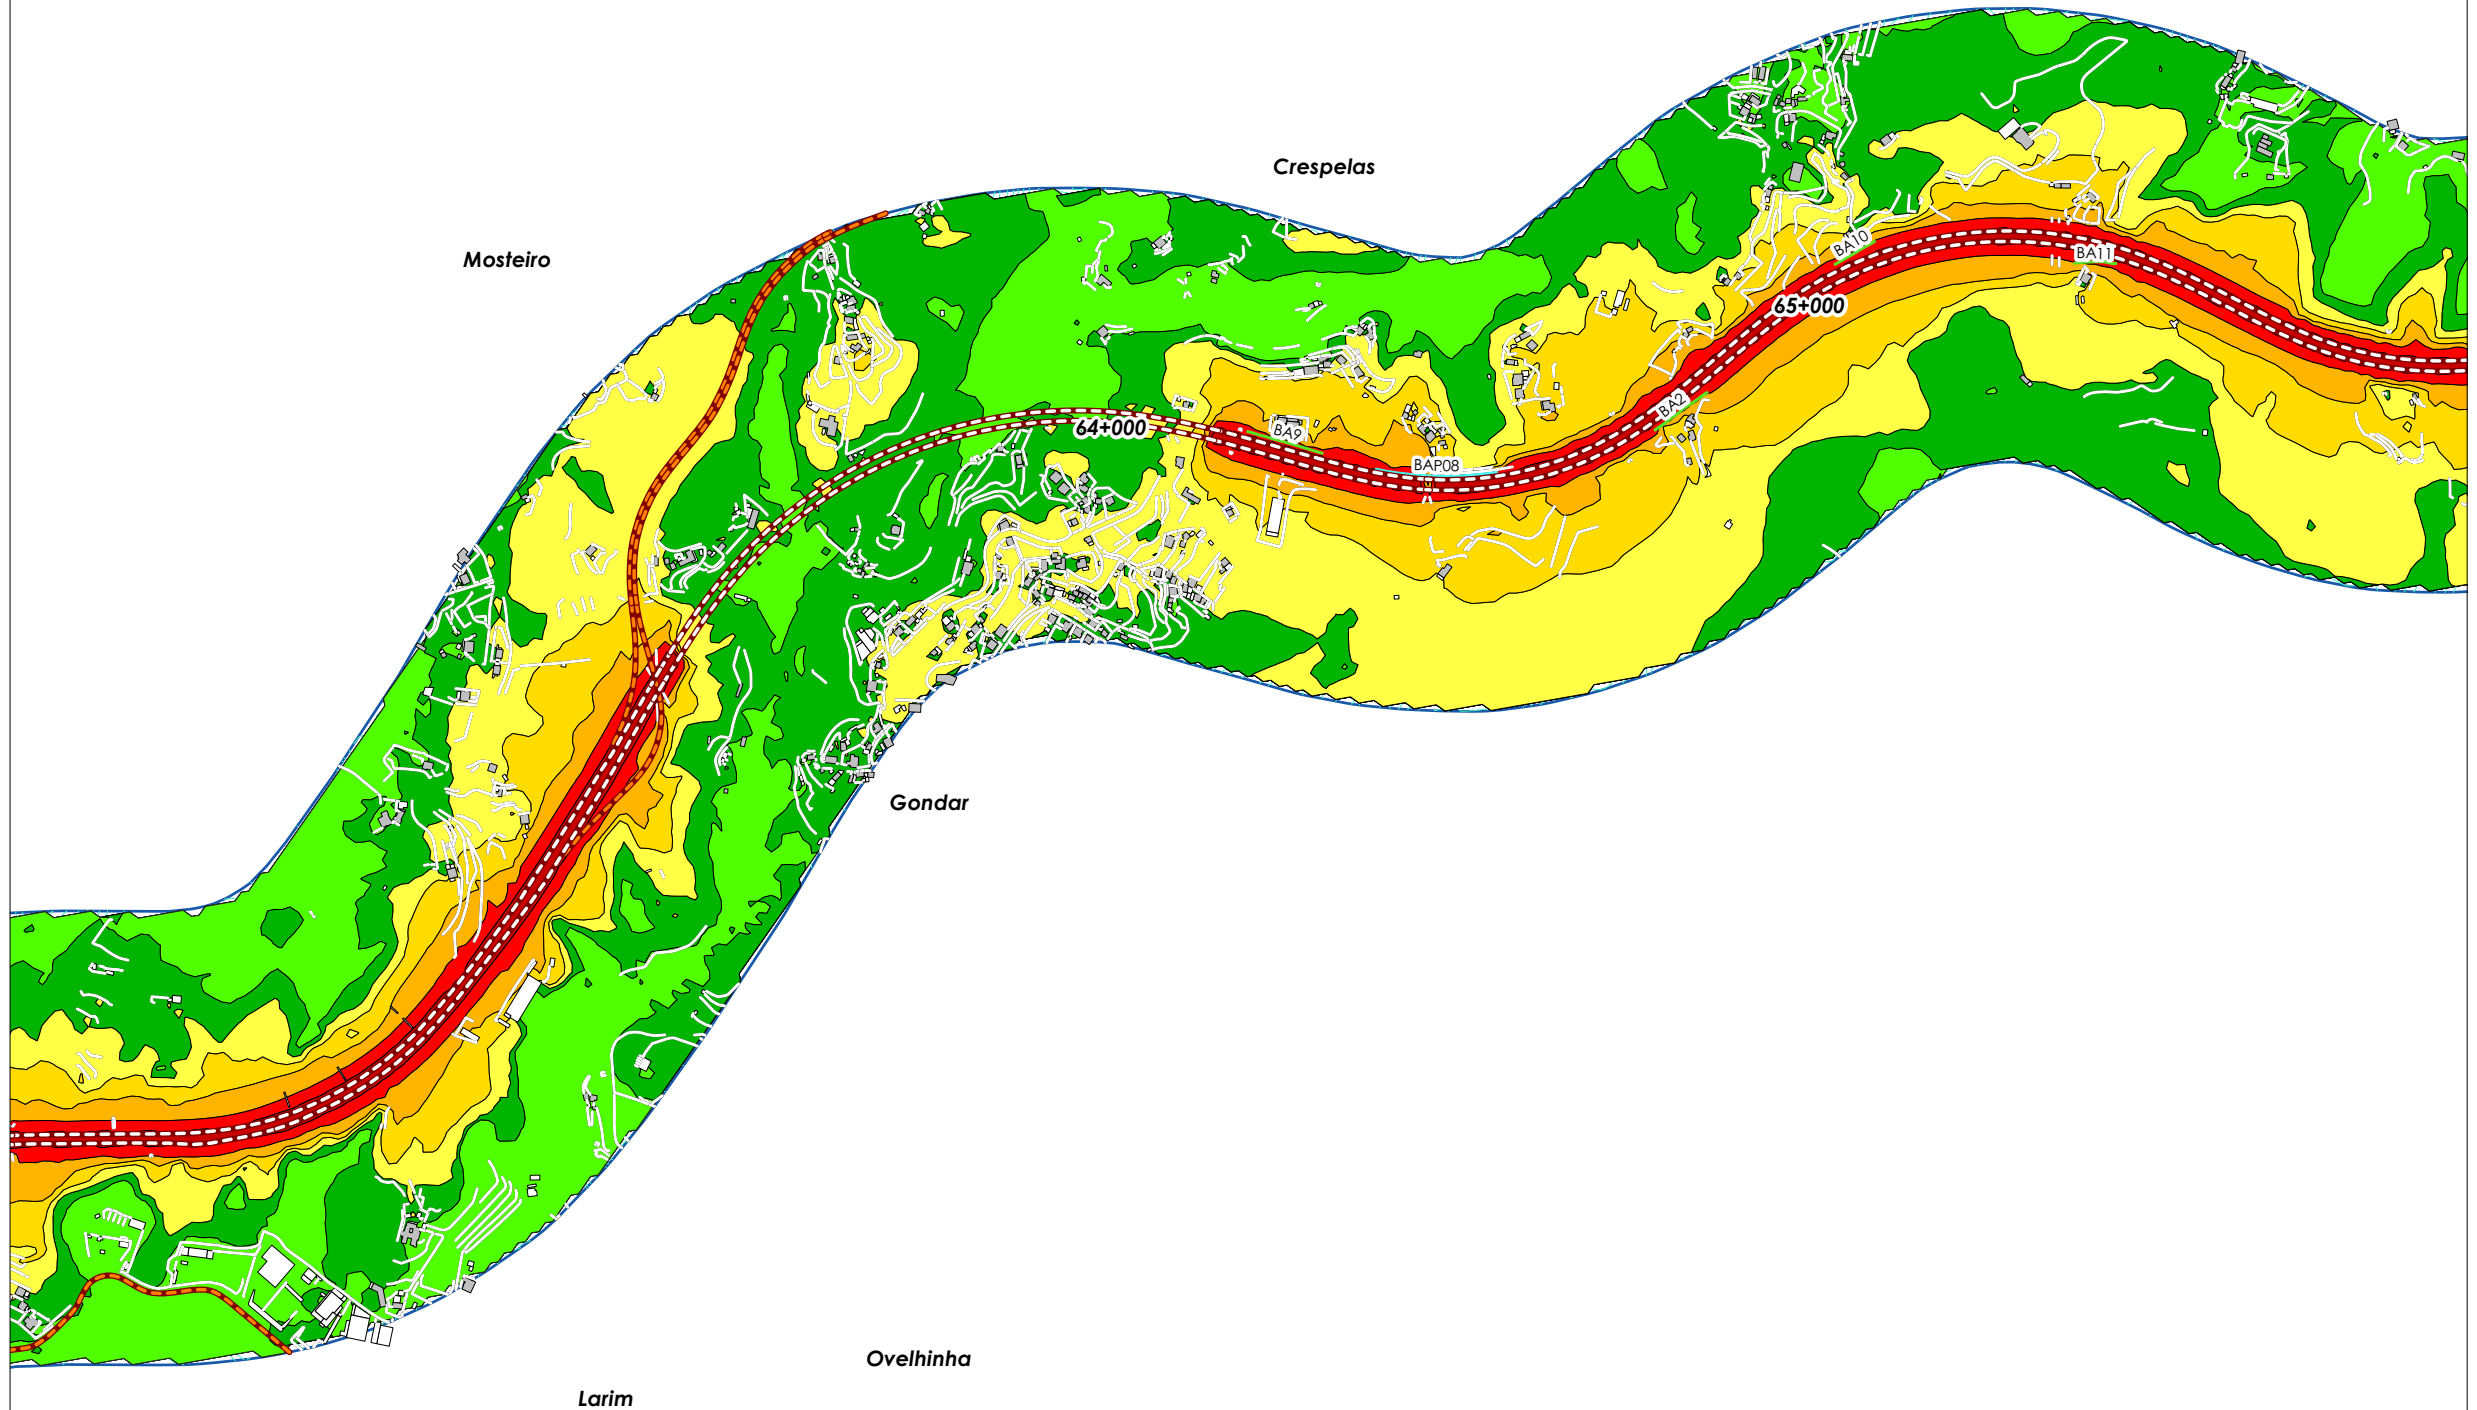 Crespelas
Mosteiro
BA10
BA11
65+000
BA2
64+000
BA9
BAP08
Gondar
Ovelhinha
Larim